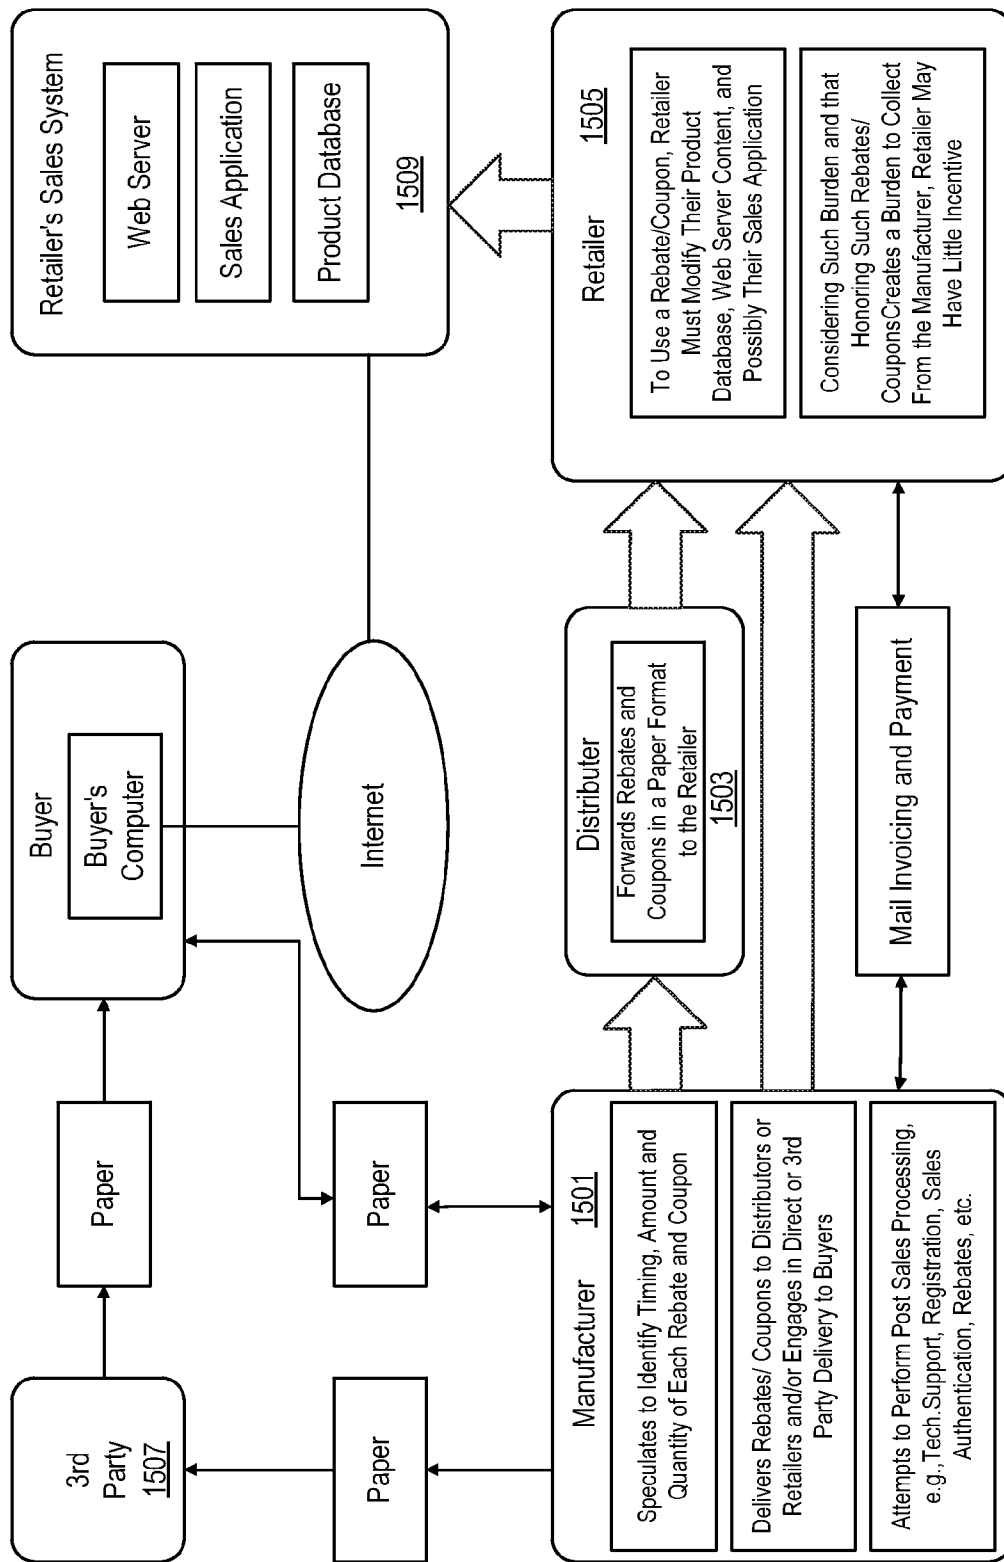 3rd
Party
1507
Paper
Buyer
Buyer's
Computer
Retailer's Sales System
Web Server
Sales Application
Product Database
1509
Paper
Paper
Internet
Manufacturer
1501
Speculates to Identify Timing, Amount and
Quantity of Each Rebate and Coupon
Delivers Rebates/ Coupons to Distributors or
Retailers and/or Engages in Direct or 3rd
Party Delivery to Buyers
Attempts to Perform Post Sales Processing,
e.g.,Tech.Support, Registration, Sales
Authentication, Rebates, etc.
Distributer
Forwards Rebates and
Coupons in a Paper Format
to the Retailer
1503
Mail Invoicing and Payment
Retailer
1505
To Use a Rebate/Coupon, Retailer
Must Modify Their Product
Database, Web Server Content, and
Possibly Their Sales Application
Considering Such Burden and that
Honoring Such Rebates/
CouponsCreates a Burden to Collect
From the Manufacturer, Retailer May
Have Little Incentive